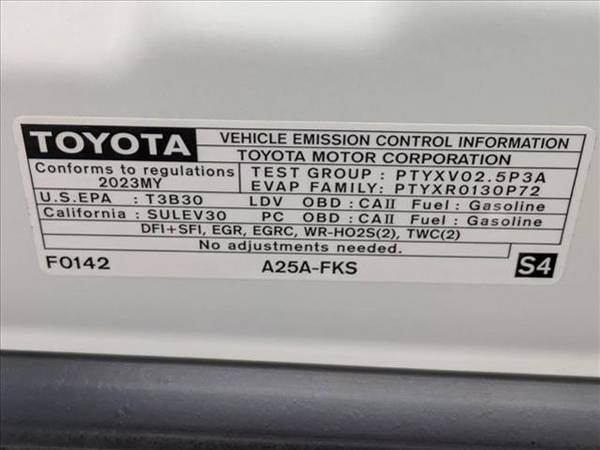 TOYOTA VEHICLE EMISSION CONTROL INFORMATION
TOYOTA MOTOR CORPORATION
Conforms to regulations
2023MY
TEST GROUP : PTYXV02.5P3A
EVAP FAMILY: PTYXR0130P72
U.S.EPA : T3B30 LDV OBD : CAII Fuel : Gasoline
California : SULEV30 PC OBD : CAII Fuel : Gasoline
DFI+SFI, EGR, EGRC, WR-HO2S(2), TWC(2)
No adjustments needed.
F0142 A25A-FKS S4